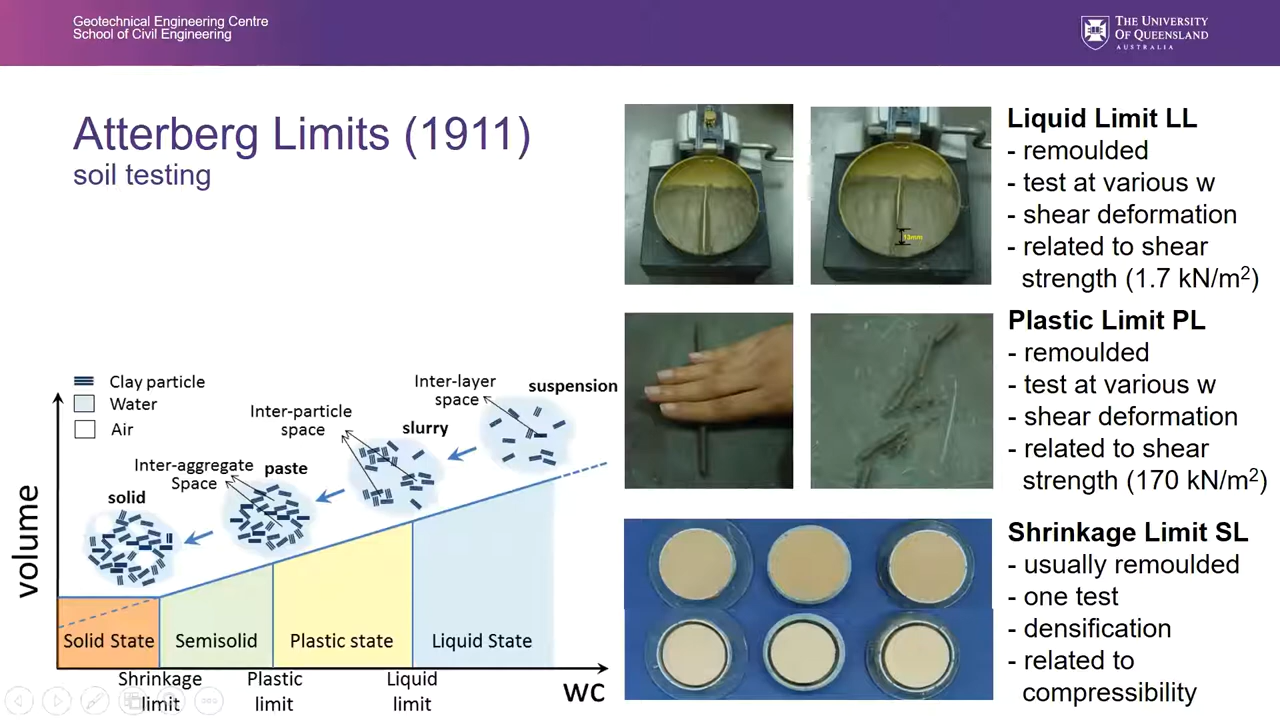 Geotechnical Engineering Centre
School of Civil Engineering
THE UNIVERSITY
OF QUEENSLAND
AUSTRALIA
Atterberg Limits (1911)
soil testing
13mm
Liquid Limit LL
- remoulded
- test at various w
- shear deformation
- related to shear
strength (1.7 kN/m²)
Plastic Limit PL
- remoulded
- test at various w
- shear deformation
- related to shear
strength (170 kN/m²)
Shrinkage Limit SL
- usually remoulded
- one test
- densification
- related to
compressibility
Clay particle
Water
Air
Inter-layer
space
suspension
Inter-particle
space
slurry
Inter-aggregate
Space
paste
solid
volume
Solid State
Semisolid
Plastic state
Liquid State
Shrinkage
limit
Plastic
limit
Liquid
limit
WC